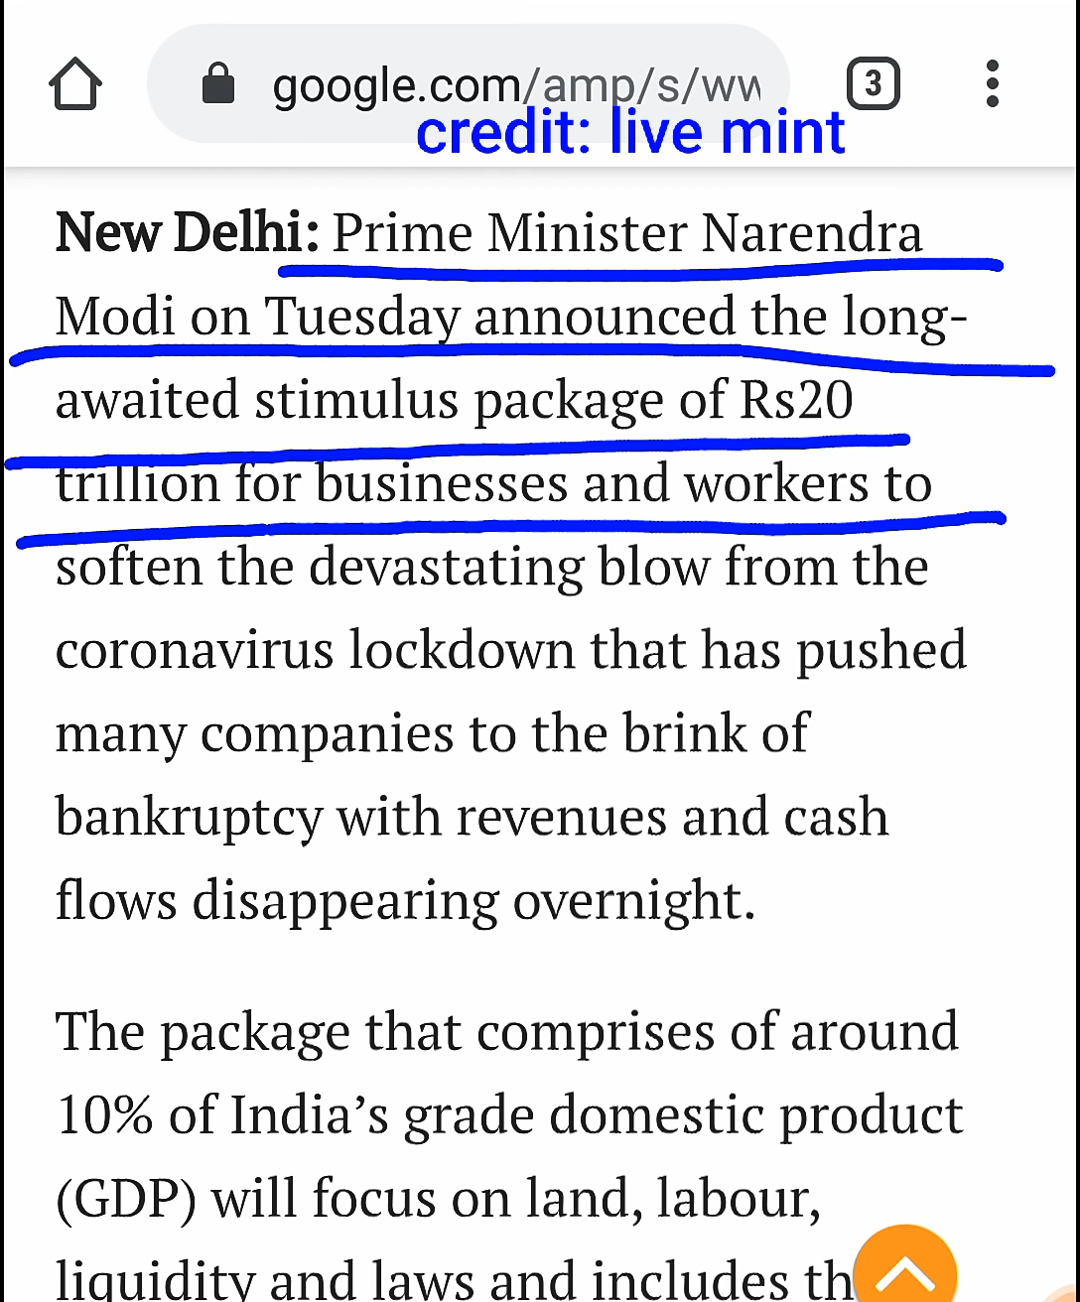 google.com/amp/s/ww
3
credit: live mint
New Delhi: Prime Minister Narendra
Modi on Tuesday announced the long-
awaited stimulus package of Rs20
trillion for businesses and workers to
soften the devastating blow from the
coronavirus lockdown that has pushed
many companies to the brink of
bankruptcy with revenues and cash
flows disappearing overnight.
The package that comprises of around
10% of India’s grade domestic product
(GDP) will focus on land, labour,
liquidity and laws and includes th